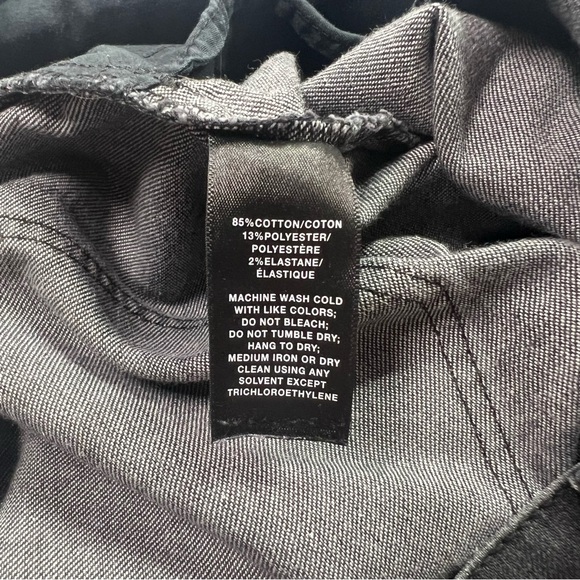 85%COTTON/COTON
13%POLYESTER/
POLYESTÈRE
2%ELASTANE/
ÉLASTIQUE
MACHINE WASH COLD
WITH LIKE COLORS;
DO NOT BLEACH;
DO NOT TUMBLE DRY;
HANG TO DRY;
MEDIUM IRON OR DRY
CLEAN USING ANY
SOLVENT EXCEPT
TRICHLOROETHYLENE